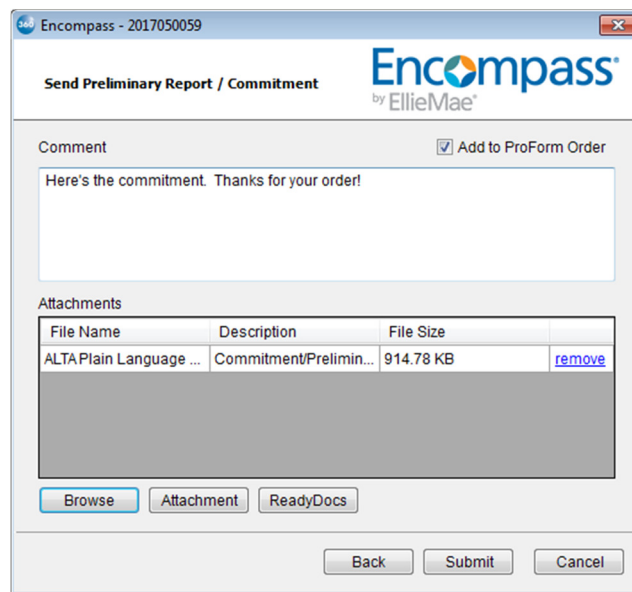 360 Encompass - 2017050059
Send Preliminary Report / Commitment
Encompass®
by EllieMae®
Comment
Add to ProForm Order
Here's the commitment.  Thanks for your order!
Attachments
File Name Description File Size
ALTA Plain Language ... Commitment/Prelimin... 914.78 KB remove
Browse Attachment ReadyDocs
Back Submit Cancel